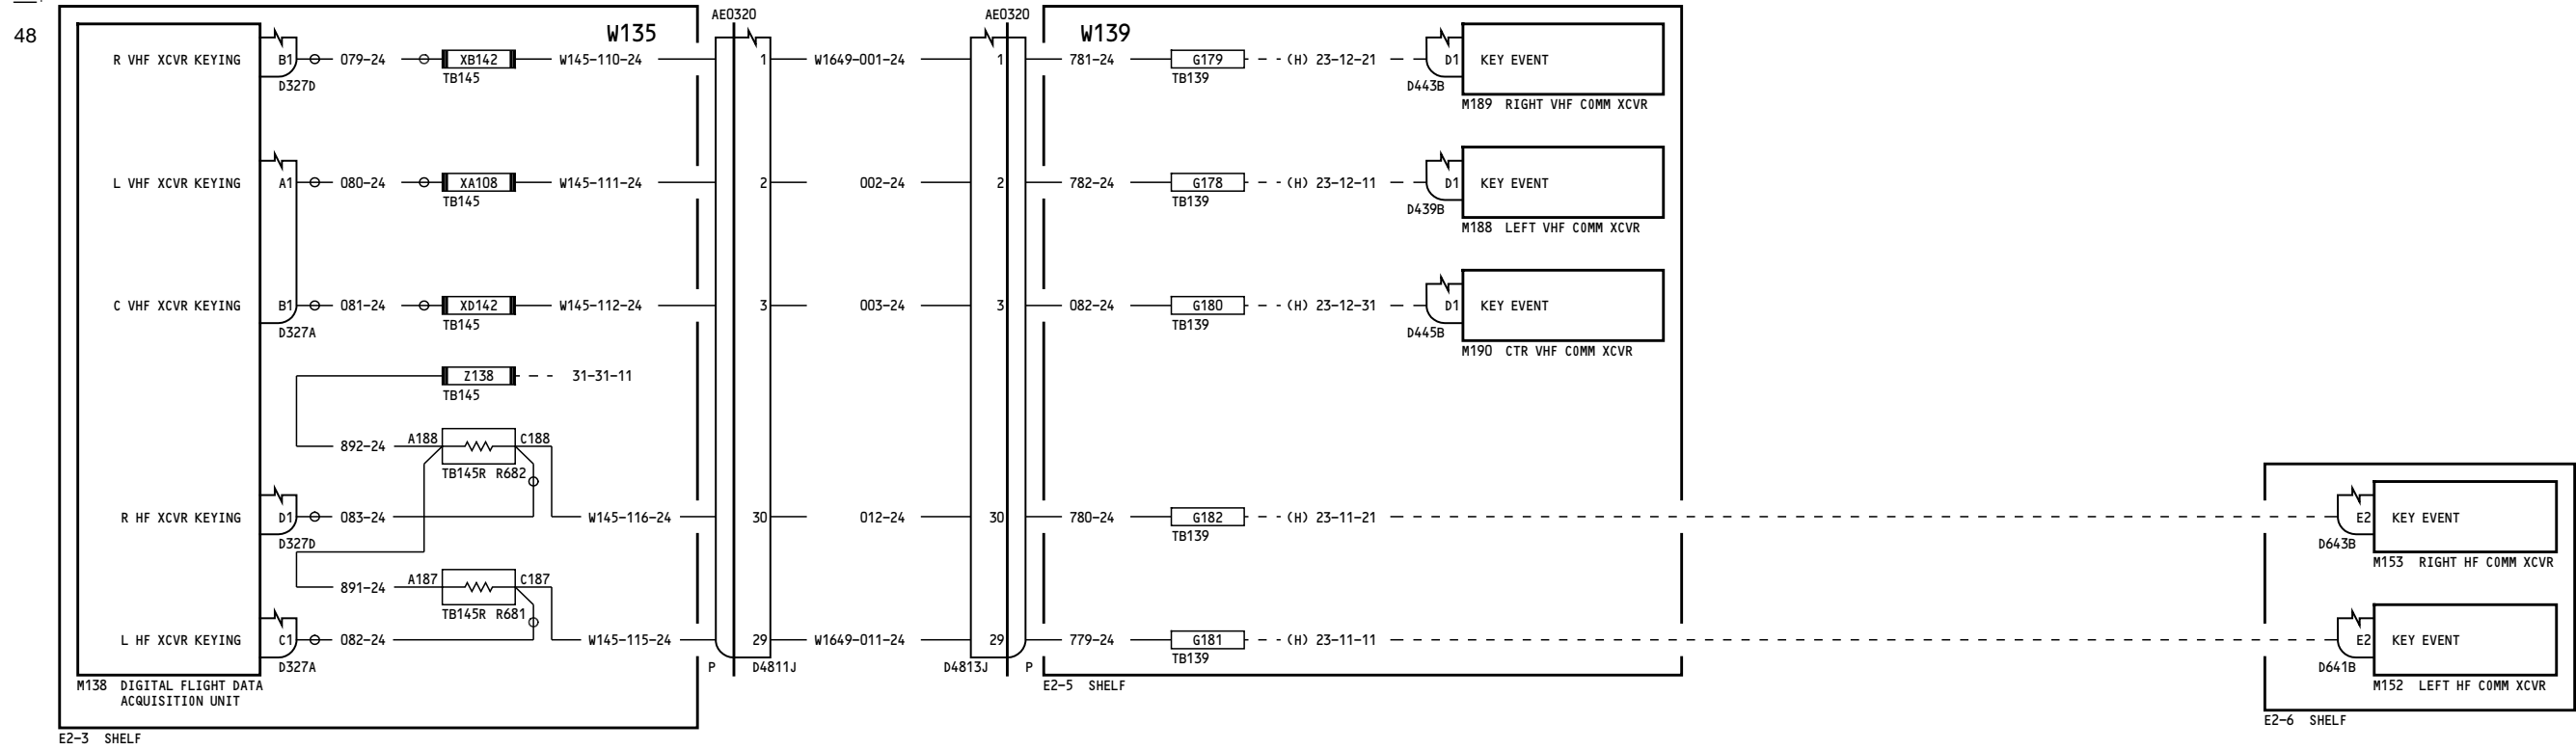 48
W135
AE0320
AE0320
W139
R VHF XCVR KEYING B1 079-24 XB142 W145-110-24 1 W1649-001-24 1 781-24 G179 (H) 23-12-21 D1 KEY EVENT
D327D TB145 TB139 D443B
M189 RIGHT VHF COMM XCVR
L VHF XCVR KEYING A1 080-24 XA108 W145-111-24 2 002-24 2 782-24 G178 (H) 23-12-11 D1 KEY EVENT
TB145 TB139 D439B
M188 LEFT VHF COMM XCVR
C VHF XCVR KEYING B1 081-24 XD142 W145-112-24 3 003-24 3 082-24 G180 (H) 23-12-31 D1 KEY EVENT
D327A TB145 TB139 D445B
M190 CTR VHF COMM XCVR
Z138 31-31-11
TB145
892-24 A188 C188
TB145R R682
R HF XCVR KEYING D1 083-24 W145-116-24 30 012-24 30 780-24 G182 (H) 23-11-21 E2 KEY EVENT
D327D TB139 D643B
M153 RIGHT HF COMM XCVR
891-24 A187 C187
TB145R R681
L HF XCVR KEYING C1 082-24 W145-115-24 29 W1649-011-24 29 779-24 G181 (H) 23-11-11 E2 KEY EVENT
D327A P D4811J D4813J P TB139 D641B
M138 DIGITAL FLIGHT DATA
ACQUISITION UNIT
E2-5 SHELF
M152 LEFT HF COMM XCVR
E2-6 SHELF
E2-3 SHELF